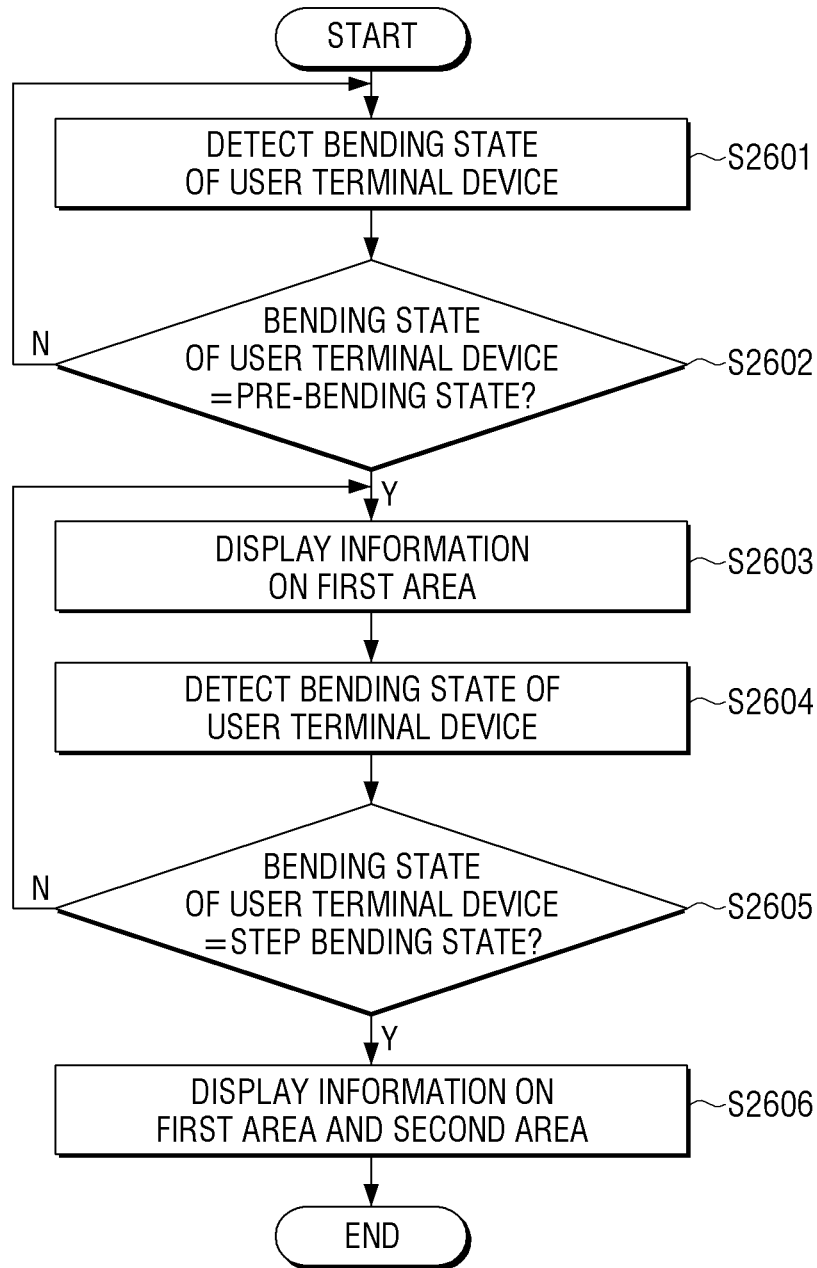 START
DETECT BENDING STATE
OF USER TERMINAL DEVICE
S2601
BENDING STATE
OF USER TERMINAL DEVICE
=PRE-BENDING STATE?
S2602
N
Y
DISPLAY INFORMATION
ON FIRST AREA
S2603
DETECT BENDING STATE OF
USER TERMINAL DEVICE
S2604
BENDING STATE
OF USER TERMINAL DEVICE
=STEP BENDING STATE?
S2605
N
Y
DISPLAY INFORMATION ON
FIRST AREA AND SECOND AREA
S2606
END